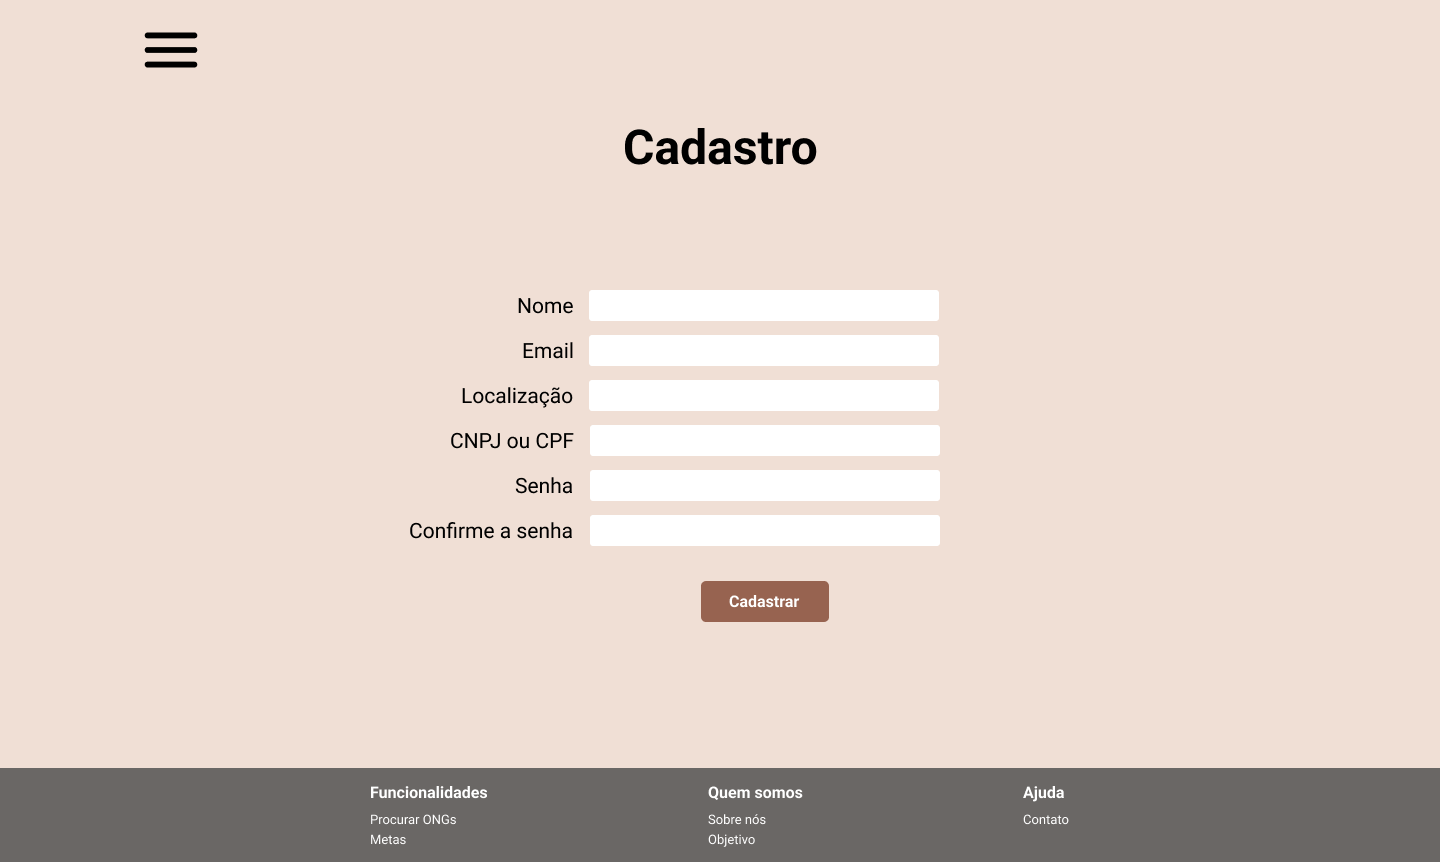 Cadastro
Nome
Email
Localização
CNPJ ou CPF
Senha
Confirme a senha
Cadastrar
Funcionalidades
Procurar ONGs
Metas
Quem somos
Sobre nós
Objetivo
Ajuda
Contato